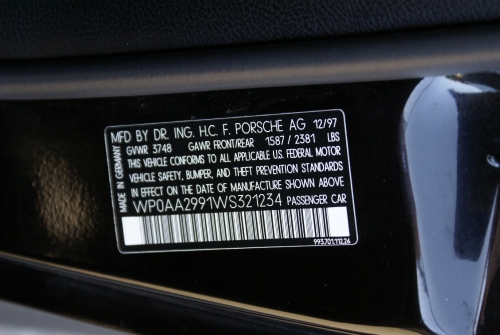 MFD BY DR. ING. H.C. F. PORSCHE AG 12/97
GVWR 3748 GAWR FRONT/REAR 1587/2381 LBS
THIS VEHICLE CONFORMS TO ALL APPLICABLE U.S. FEDERAL MOTOR
VEHICLE SAFETY, BUMPER, AND THEFT PREVENTION STANDARDS
IN EFFECT ON THE DATE OF MANUFACTURE SHOWN ABOVE
WP0AA2991WS321234 PASSENGER CAR
993.701.112.26
MADE IN GERMANY